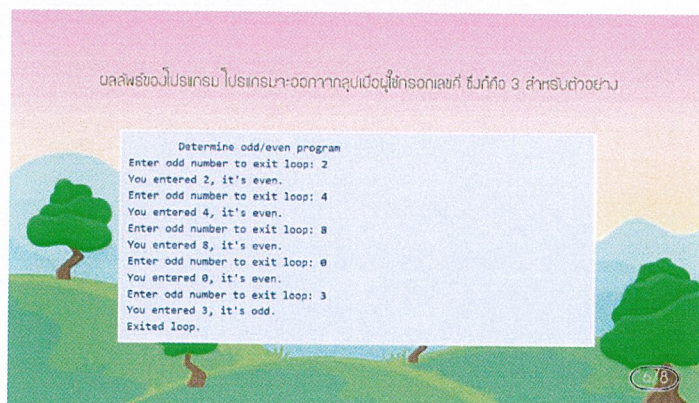 ผลลัพธ์ของโปรแกรม โปรแกรมจะออกจากลูปเมื่อผู้ใช้กรอกเลขคี่ ซึ่งก็คือ 3 สำหรับตัวอย่าง
Determine odd/even program
Enter odd number to exit loop: 2
You entered 2, it's even.
Enter odd number to exit loop: 4
You entered 4, it's even.
Enter odd number to exit loop: 8
You entered 8, it's even.
Enter odd number to exit loop: 0
You entered 0, it's even.
Enter odd number to exit loop: 3
You entered 3, it's odd.
Exited loop.
6/8